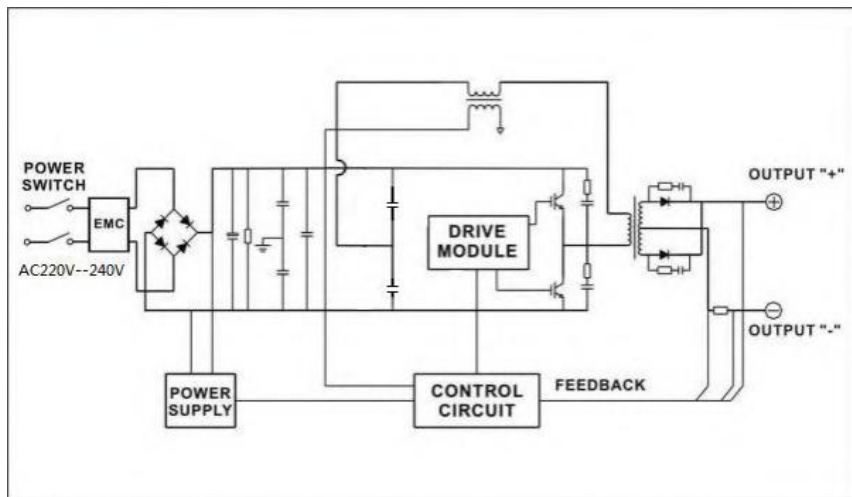 POWER
SWITCH
EMC
AC220V--240V
DRIVE
MODULE
OUTPUT "+"
OUTPUT "-"
POWER
SUPPLY
CONTROL
CIRCUIT
FEEDBACK